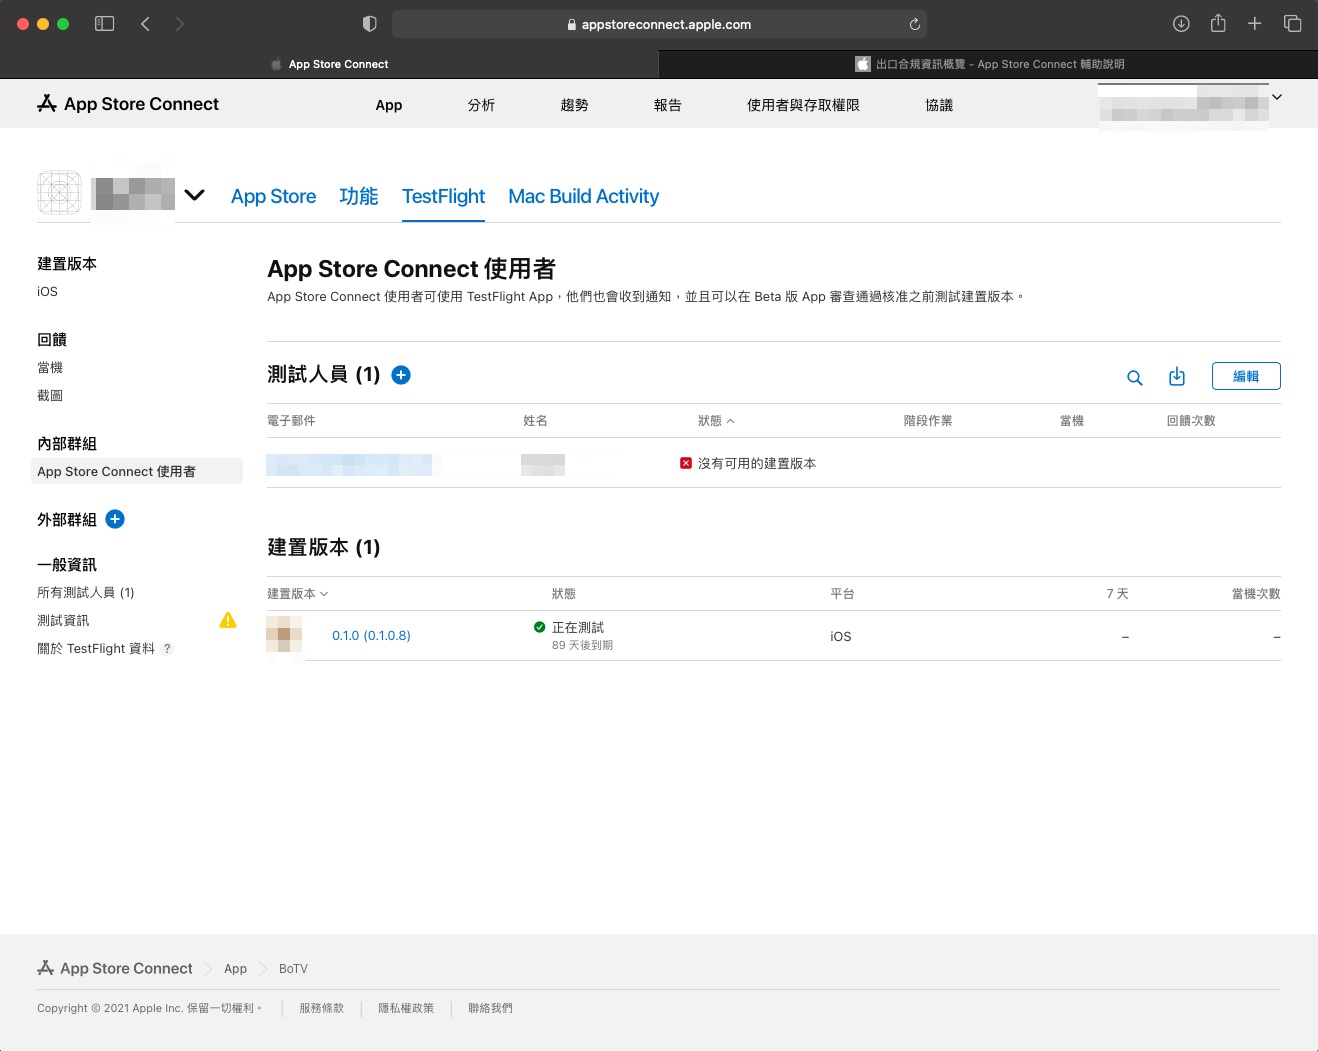 appstoreconnect.apple.com
App Store Connect
出口合規資訊概覽 - App Store Connect 輔助說明
App Store Connect App 分析 趨勢 報告 使用者與存取權限 協議
App Store 功能 TestFlight Mac Build Activity
建置版本
iOS
回饋
當機
截圖
內部群組
App Store Connect 使用者
外部群組
一般資訊
所有測試人員 (1)
測試資訊
關於 TestFlight 資料 ?
App Store Connect 使用者
App Store Connect 使用者可使用 TestFlight App，他們也會收到通知，並且可以在 Beta 版 App 審查通過核准之前測試建置版本。
測試人員 (1)
編輯
電子郵件 姓名 狀態 階段作業 當機 回饋次數
沒有可用的建置版本
建置版本 (1)
建置版本 狀態 平台 7 天 當機次數
0.1.0 (0.1.0.8) 正在測試 iOS – –
89 天後到期
App Store Connect App BoTV
Copyright © 2021 Apple Inc. 保留一切權利。 服務條款 隱私權政策 聯絡我們